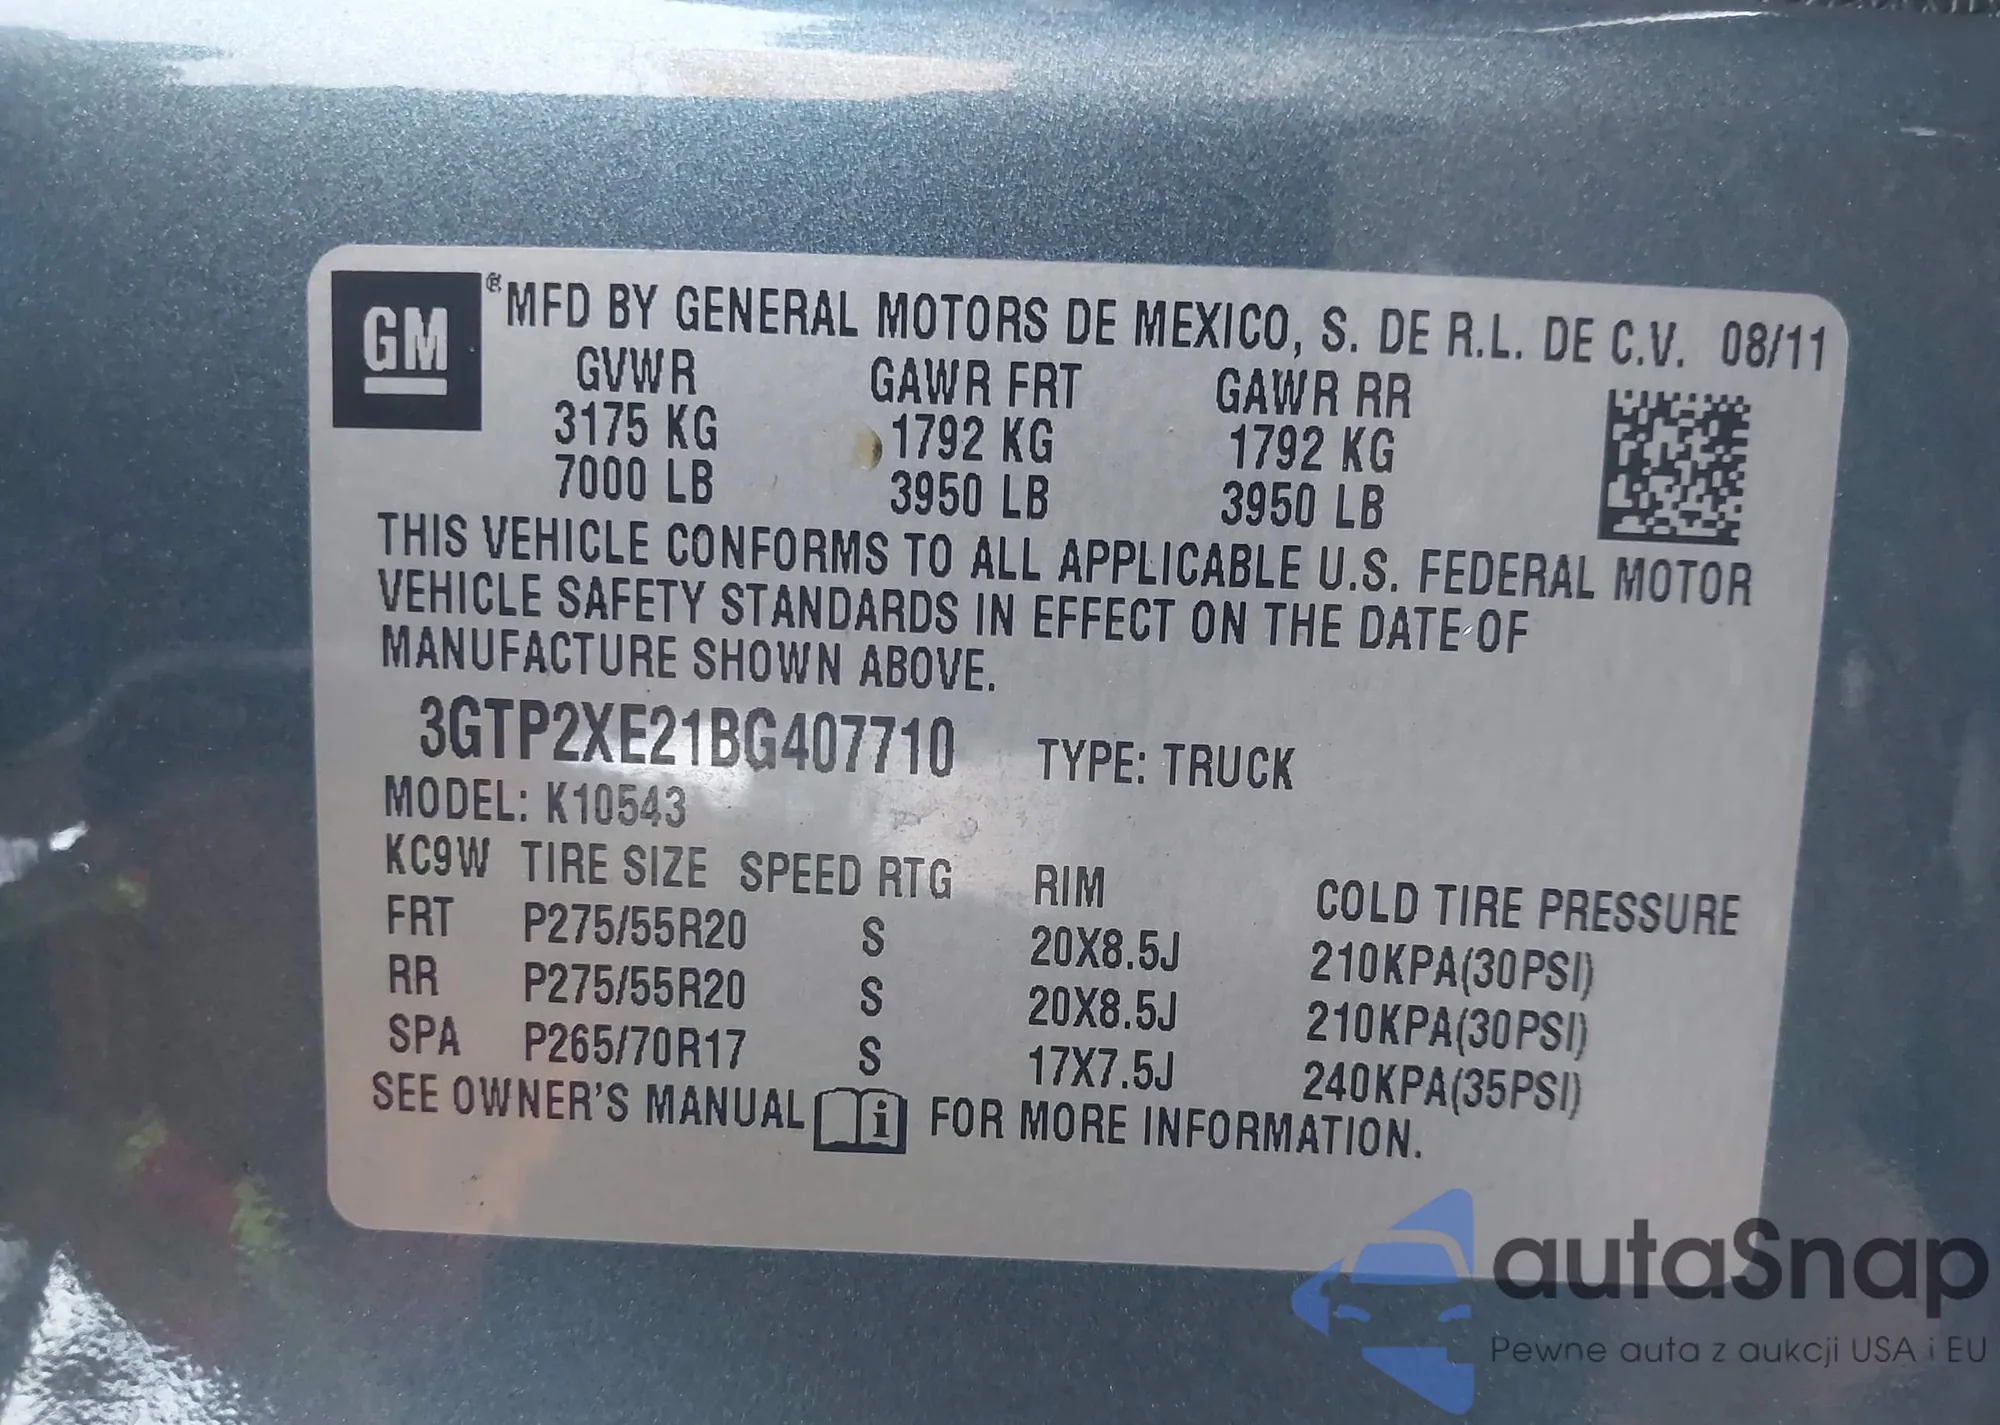 GM ® MFD BY GENERAL MOTORS DE MEXICO, S. DE R.L. DE C.V. 08/11
GVWR GAWR FRT GAWR RR
3175 KG 1792 KG 1792 KG
7000 LB 3950 LB 3950 LB
THIS VEHICLE CONFORMS TO ALL APPLICABLE U.S. FEDERAL MOTOR
VEHICLE SAFETY STANDARDS IN EFFECT ON THE DATE OF
MANUFACTURE SHOWN ABOVE.
3GTP2XE21BG407710 TYPE: TRUCK
MODEL: K10543
KC9W TIRE SIZE SPEED RTG RIM COLD TIRE PRESSURE
FRT P275/55R20 S 20X8.5J 210KPA(30PSI)
RR P275/55R20 S 20X8.5J 210KPA(30PSI)
SPA P265/70R17 S 17X7.5J 240KPA(35PSI)
SEE OWNER'S MANUAL i FOR MORE INFORMATION.
autaSnap
Pewne auta z aukcji USA i EU